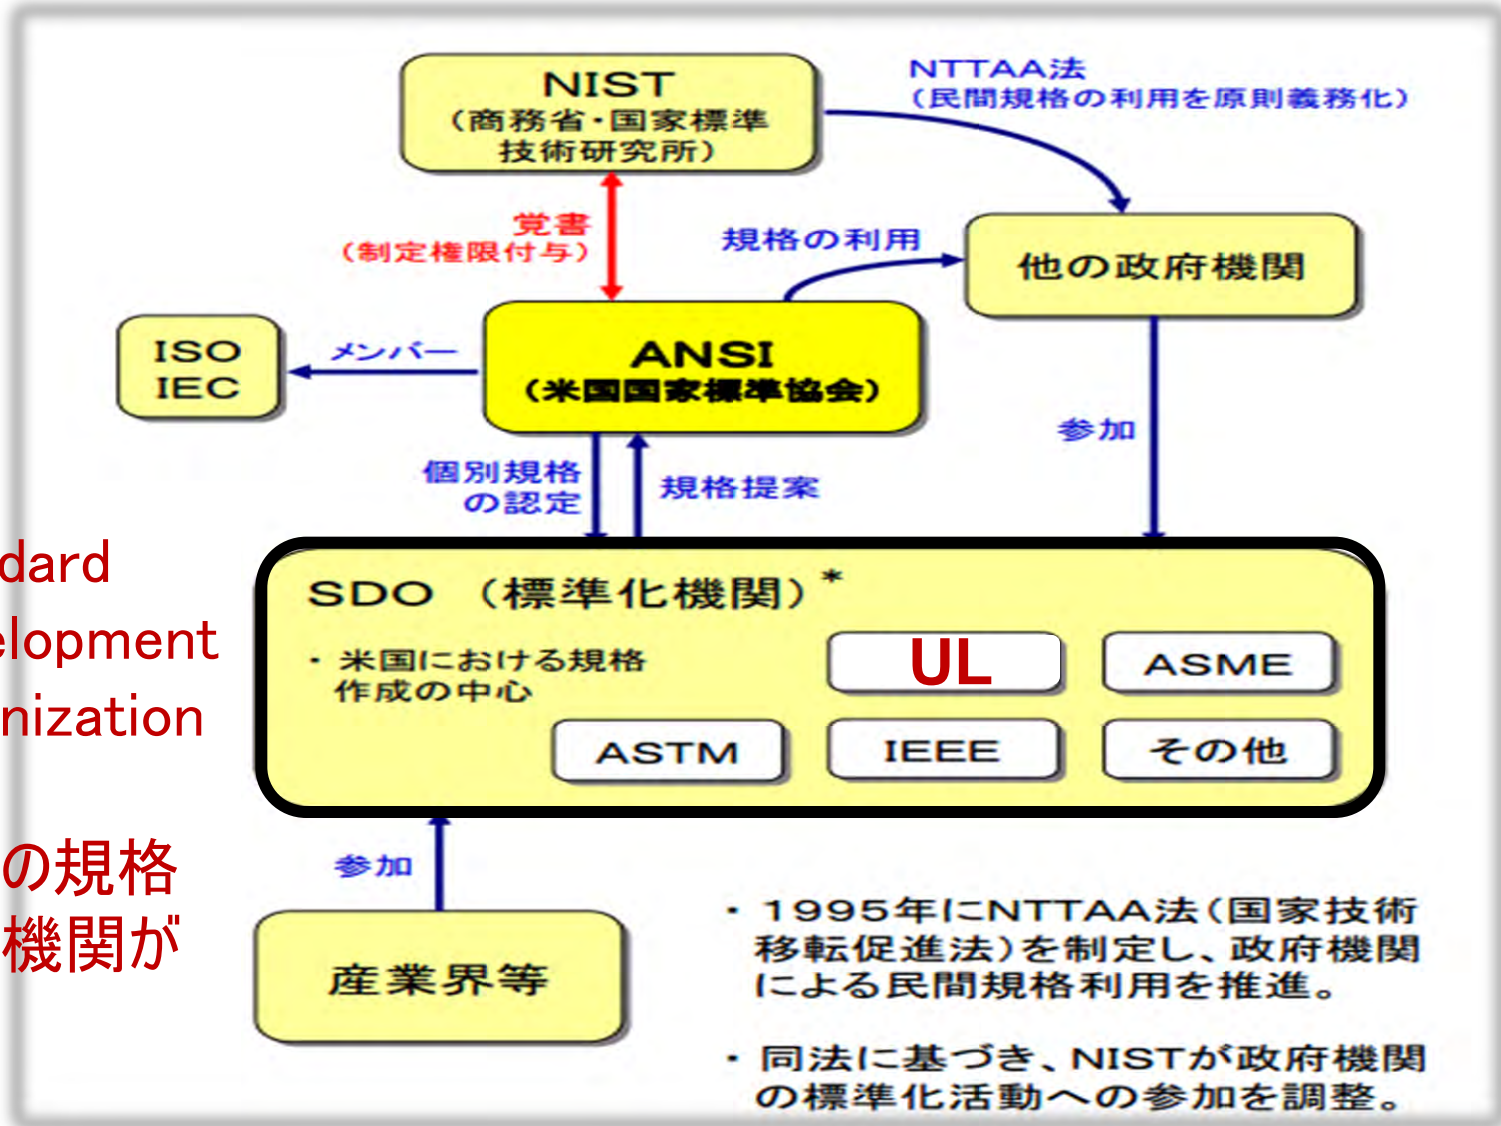 NIST
（商務省・国家標準
技術研究所）
NTTAA法
（民間規格の利用を原則義務化）
覚書
（制定権限付与）
規格の利用
他の政府機関
ISO
IEC
メンバー
ANSI
（米国国家標準協会）
参加
個別規格
の認定
規格提案
dard
elopment
nization
SDO （標準化機関）*
・米国における規格
作成の中心
UL
ASME
ASTM
IEEE
その他
の規格
機関が
参加
産業界等
・1995年にNTTAA法（国家技術
移転促進法）を制定し、政府機関
による民間規格利用を推進。
・同法に基づき、NISTが政府機関
の標準化活動への参加を調整。